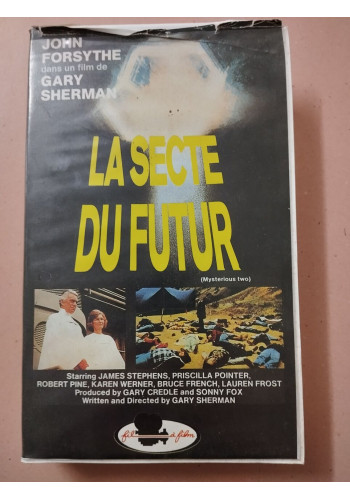 JOHN
FORSYTHE
dans un film de
GARY
SHERMAN
LA SECTE
DU FUTUR
(Mysterious two)
Starring JAMES STEPHENS, PRISCILLA POINTER,
ROBERT PINE, KAREN WERNER, BRUCE FRENCH, LAUREN FROST
Produced by GARY CREDLE and SONNY FOX
Written and Directed by GARY SHERMAN
fil à film